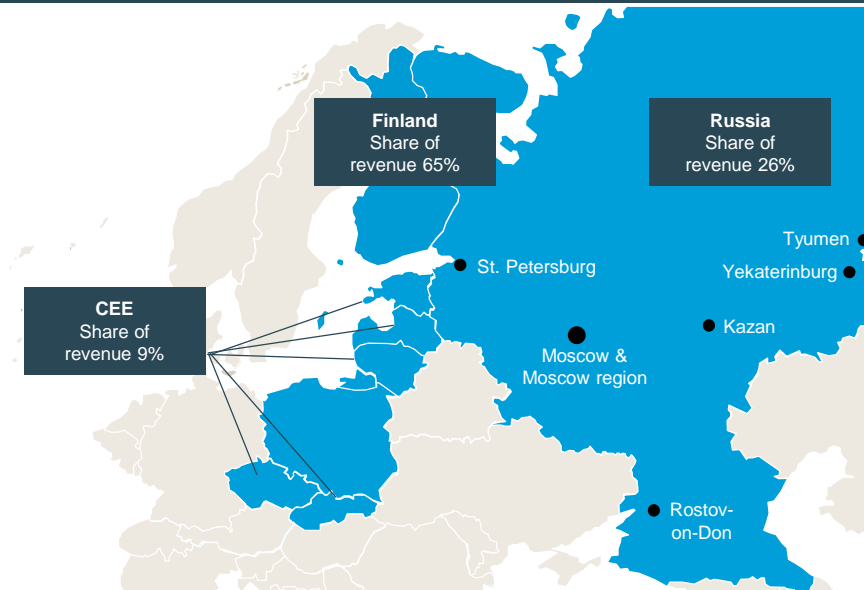 Finland
Share of
revenue 65%
Russia
Share of
revenue 26%
Tyumen
St. Petersburg
Yekaterinburg
CEE
Share of
revenue 9%
Kazan
Moscow &
Moscow region
Rostov-
on-Don